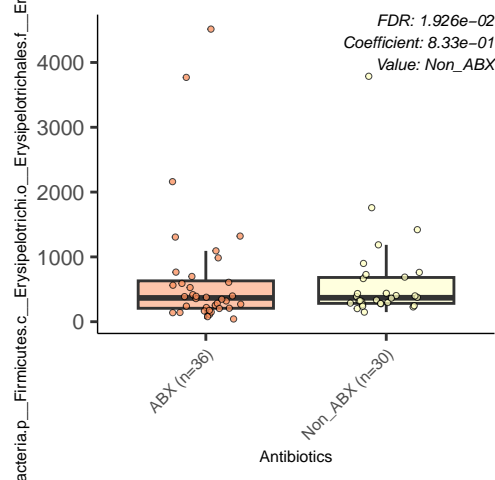 FDR: 1.926e−02
Coefficient: 8.33e−01
Value: Non_ABX
acteria.p__Firmicutes.c__Erysipelotrichi.o__Erysipelotrichales.f__Er
4000
3000
2000
1000
0
ABX (n=36)
Non_ABX (n=30)
Antibiotics